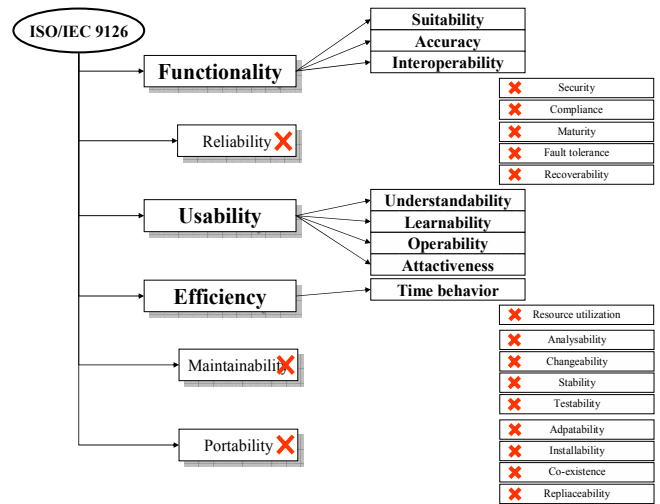 ISO/IEC 9126
Functionality
Suitability
Accuracy
Interoperability
Security
Compliance
Reliability
Maturity
Fault tolerance
Recoverability
Usability
Understandability
Learnability
Operability
Attactiveness
Efficiency
Time behavior
Resource utilization
Maintainability
Analysability
Changeability
Stability
Testability
Portability
Adpatability
Installability
Co-existence
Repliaceability